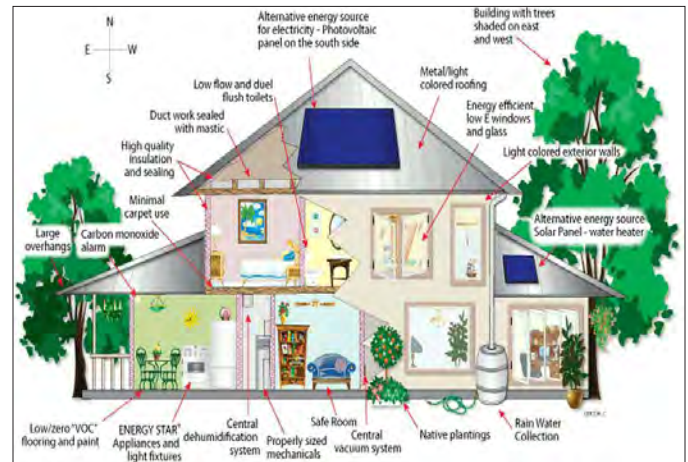 N
E
W
S
Alternative energy source
for electricity - Photovoltaic
panel on the south side
Building with trees
shaded on east
and west
Low flow and duel
flush toilets
Metal/light
colored roofing
Duct work sealed
with mastic
Energy efficient,
low E windows
and glass
High quality
insulation
and sealing
Light colored exterior walls
Minimal
carpet use
Large
overhangs
Carbon monoxide
alarm
Alternative energy source
Solar Panel - water heater
Low/zero "VOC"
flooring and paint
ENERGY STAR®
Appliances and
light fixtures
Central
dehumidification
system
Properly sized
mechanicals
Safe Room
Central
vacuum system
Native plantings
Rain Water
Collection